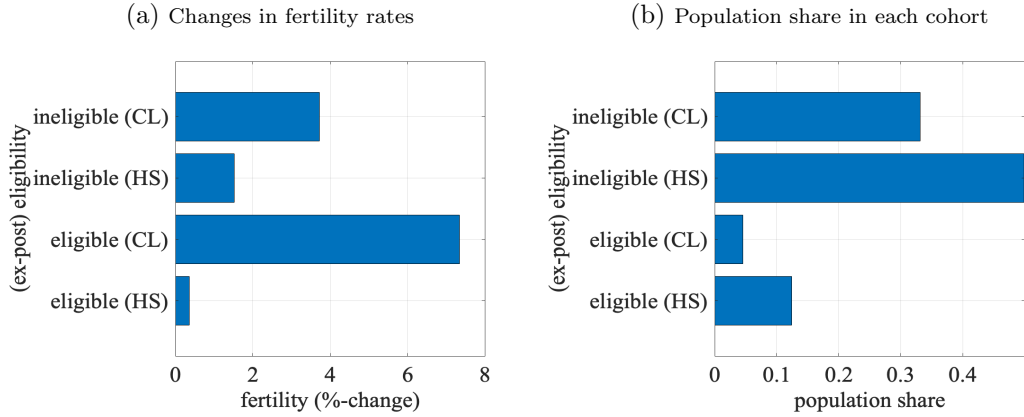 (a) Changes in fertility rates
ineligible (CL)
ineligible (HS)
eligible (CL)
eligible (HS)
(ex-post) eligibility
0 2 4 6 8
fertility (%-change)
(b) Population share in each cohort
ineligible (CL)
ineligible (HS)
eligible (CL)
eligible (HS)
(ex-post) eligibility
0 0.1 0.2 0.3 0.4
population share